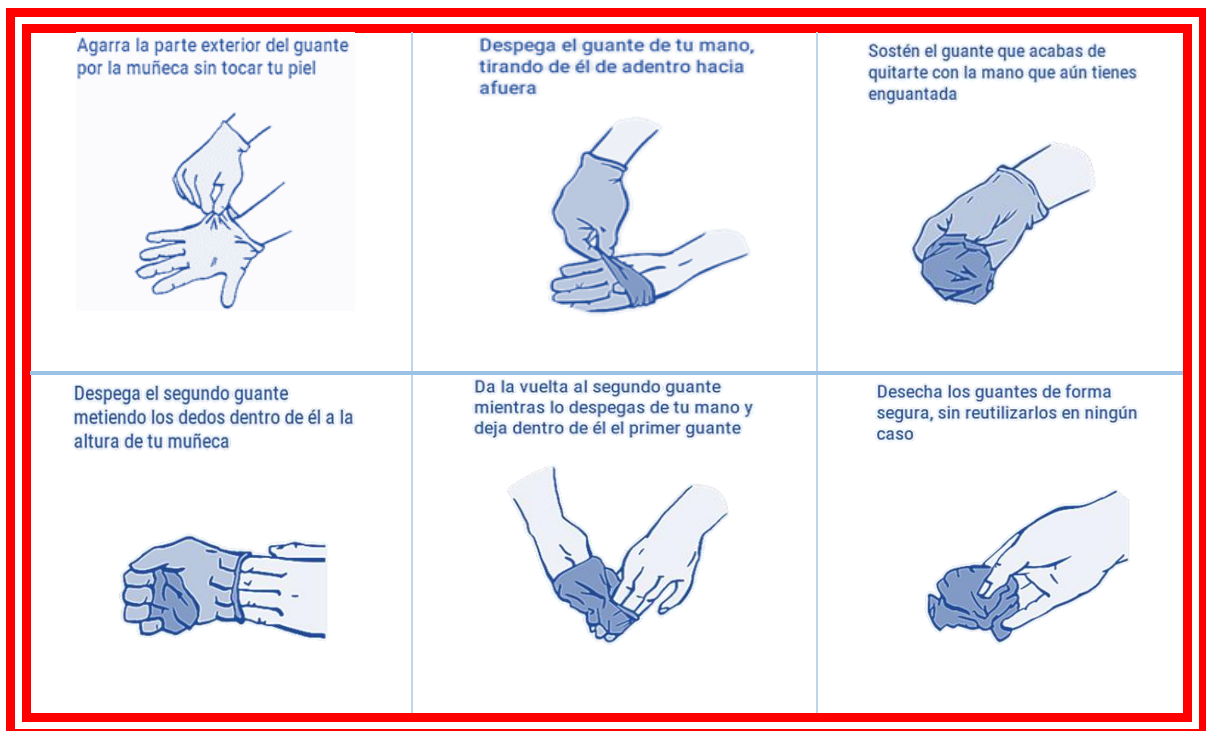 Agarra la parte exterior del guante
por la muñeca sin tocar tu piel
Despega el guante de tu mano,
tirando de él de adentro hacia
afuera
Sostén el guante que acabas de
quitarte con la mano que aún tienes
enguantada
Despega el segundo guante
metiendo los dedos dentro de él a la
altura de tu muñeca
Da la vuelta al segundo guante
mientras lo despegas de tu mano y
deja dentro de él el primer guante
Desecha los guantes de forma
segura, sin reutilizarlos en ningún
caso